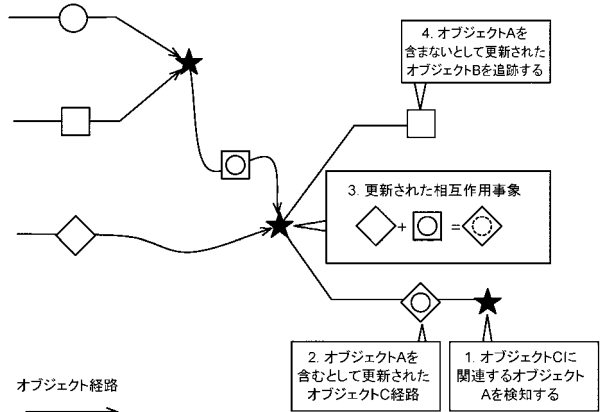 4. オブジェクトAを
含まないとして更新された
オブジェクトBを追跡する
3. 更新された相互作用事象
+
=
2. オブジェクトAを
含むとして更新された
オブジェクトC経路
1. オブジェクトCに
関連するオブジェクト
Aを検知する
オブジェクト経路